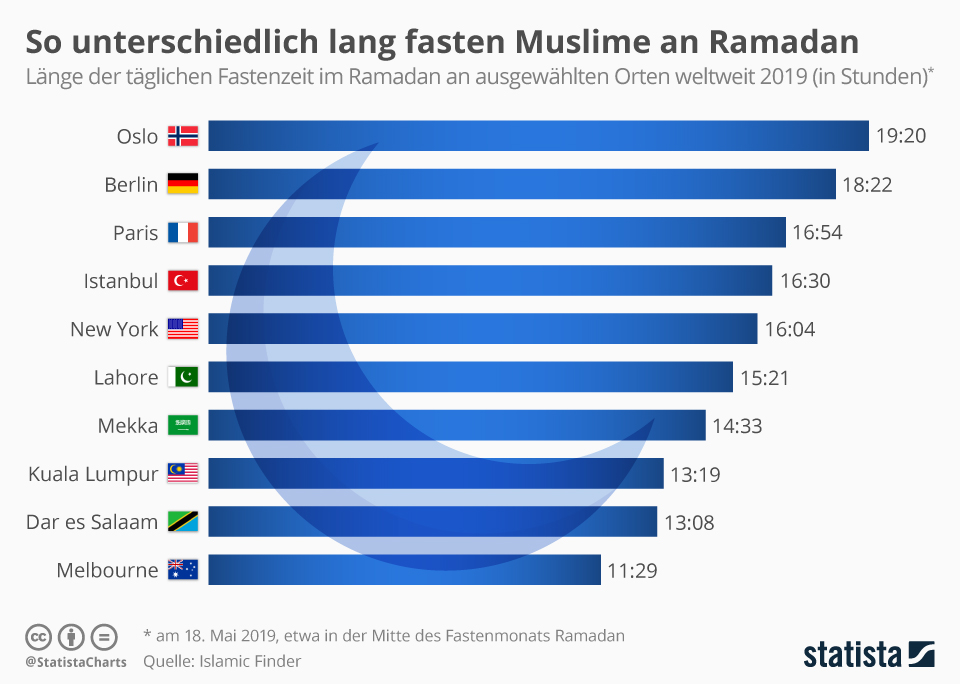 So unterschiedlich lang fasten Muslime an Ramadan
Länge der täglichen Fastenzeit im Ramadan an ausgewählten Orten weltweit 2019 (in Stunden)*
Oslo 19:20
Berlin 18:22
Paris 16:54
Istanbul 16:30
New York 16:04
Lahore 15:21
Mekka 14:33
Kuala Lumpur 13:19
Dar es Salaam 13:08
Melbourne 11:29
* am 18. Mai 2019, etwa in der Mitte des Fastenmonats Ramadan
@StatistaCharts Quelle: Islamic Finder
cc
statista